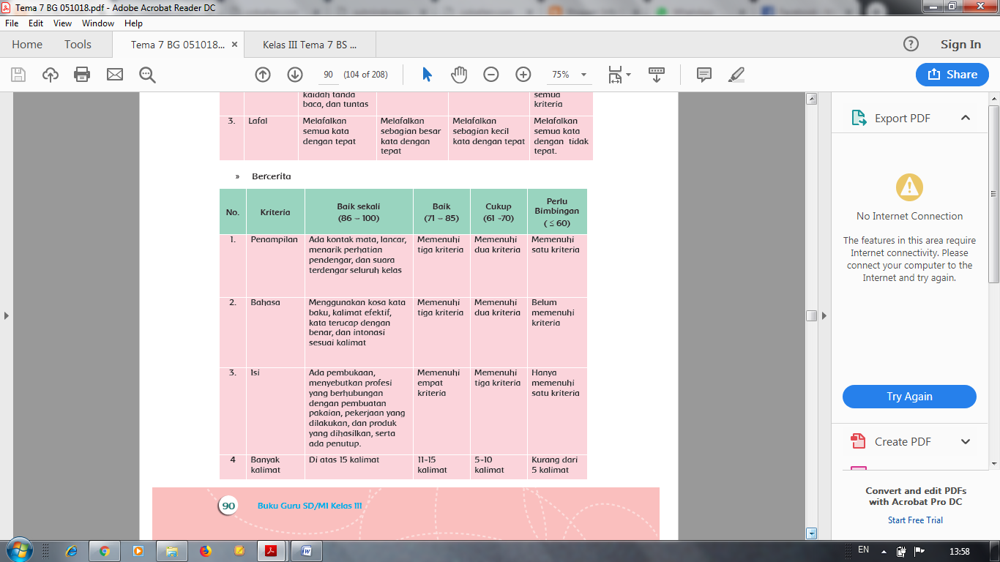 Tema 7 BG 051018.pdf - Adobe Acrobat Reader DC
File Edit View Window Help
Home Tools Tema 7 BG 051018... × Kelas III Tema 7 BS ... Sign In
90 (104 of 208) 75% Share
kaidah tanda
baca, dan tuntas
semua
kriteria
3. Lafal
Melafalkan
semua kata
dengan tepat
Melafalkan
sebagian besar
kata dengan
tepat
Melafalkan
sebagian kecil
kata dengan tepat
Melafalkan
semua kata
dengan tidak
tepat.
» Bercerita
No.
Kriteria
Baik sekali
(86 – 100)
Baik
(71 – 85)
Cukup
(61 -70)
Perlu
Bimbingan
( ≤ 60)
1.
Penampilan
Ada kontak mata, lancar,
menarik perhatian
pendengar, dan suara
terdengar seluruh kelas
Memenuhi
tiga kriteria
Memenuhi
dua kriteria
Memenuhi
satu kriteria
2.
Bahasa
Menggunakan kosa kata
baku, kalimat efektif,
kata terucap dengan
benar, dan intonasi
sesuai kalimat
Memenuhi
tiga kriteria
Memenuhi
dua kriteria
Belum
memenuhi
kriteria
3.
Isi
Ada pembukaan,
menyebutkan profesi
yang berhubungan
dengan pembuatan
pakaian, pekerjaan yang
dilakukan, dan produk
yang dihasilkan, serta
ada penutup.
Memenuhi
empat
kriteria
Memenuhi
tiga kriteria
Hanya
memenuhi
satu kriteria
4
Banyak
kalimat
Di atas 15 kalimat
11-15
kalimat
5-10
kalimat
Kurang dari
5 kalimat
90 Buku Guru SD/MI Kelas III
Export PDF
No Internet Connection
The features in this area require
Internet connectivity. Please
connect your computer to the
Internet and try again.
Try Again
Create PDF
Convert and edit PDFs
with Acrobat Pro DC
Start Free Trial
EN 13:58